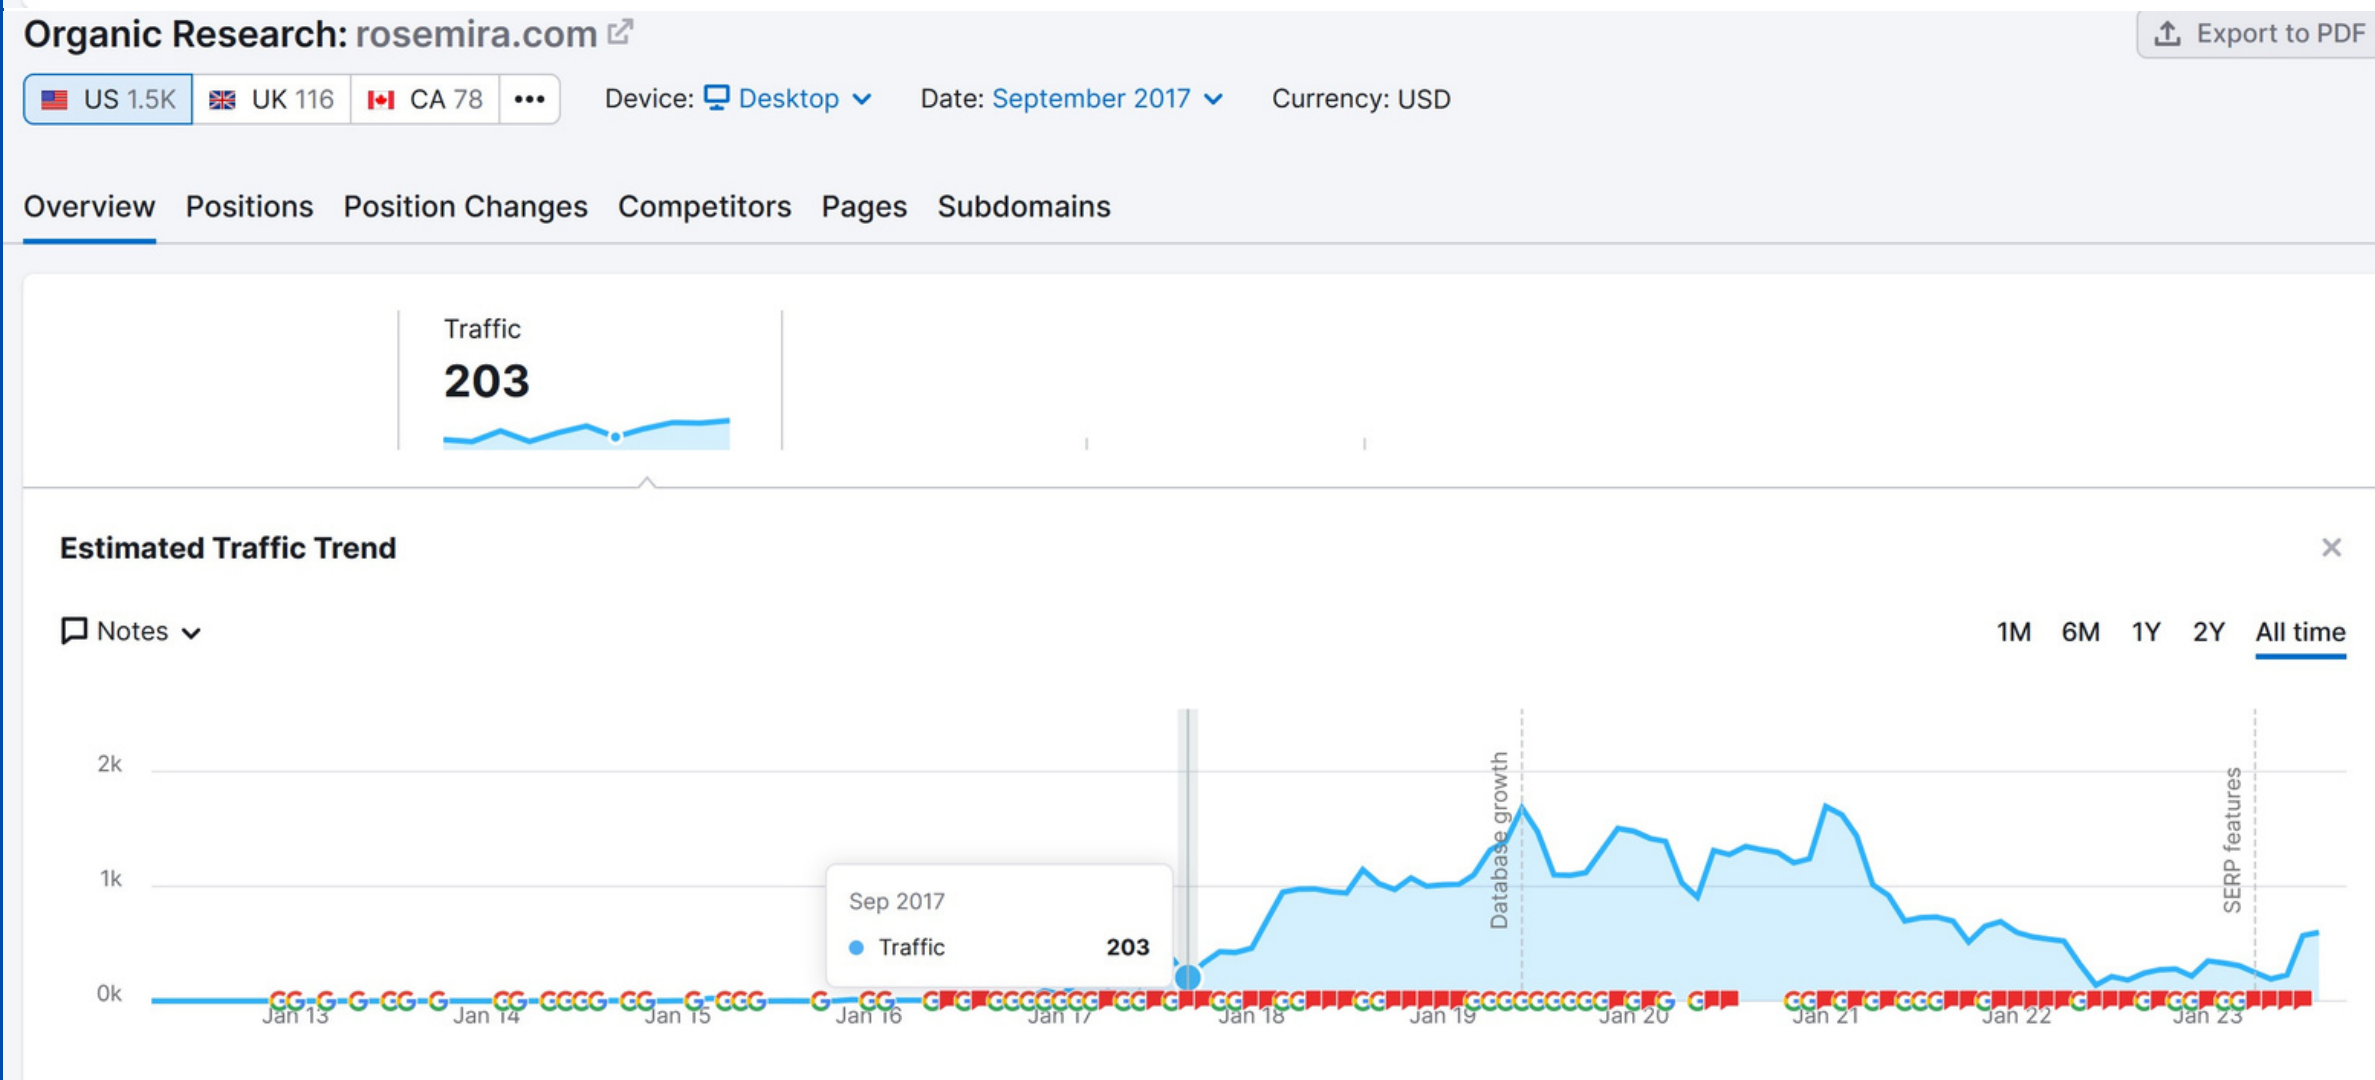 Organic Research: rosemira.com
Export to PDF
US 1.5K UK 116 CA 78 ••• Device: Desktop Date: September 2017 Currency: USD
Overview Positions Position Changes Competitors Pages Subdomains
Traffic
203
Estimated Traffic Trend
Notes
1M 6M 1Y 2Y All time
2k
1k
0k
Database growth
SERP features
Sep 2017
Traffic 203
Jan 13 Jan 14 Jan 15 Jan 16 Jan 17 Jan 18 Jan 19 Jan 20 Jan 21 Jan 22 Jan 23